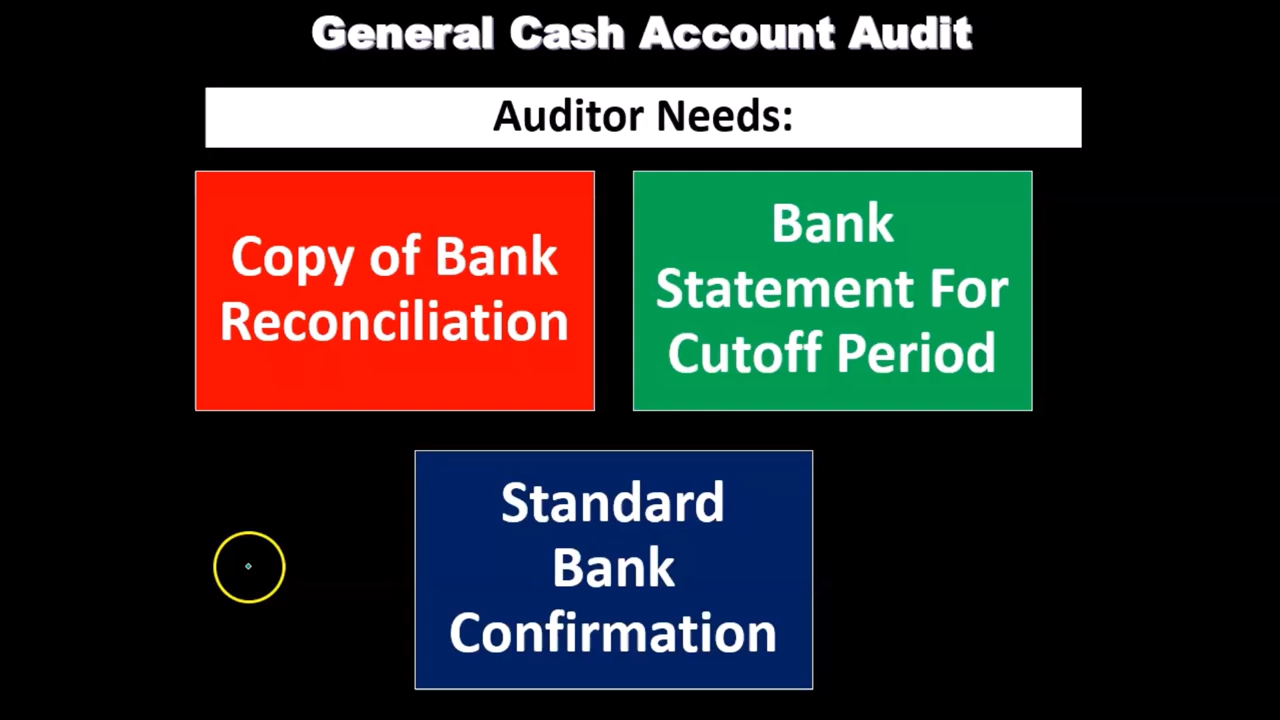 General Cash Account Audit
Auditor Needs:
Copy of Bank
Reconciliation
Bank
Statement For
Cutoff Period
Standard
Bank
Confirmation